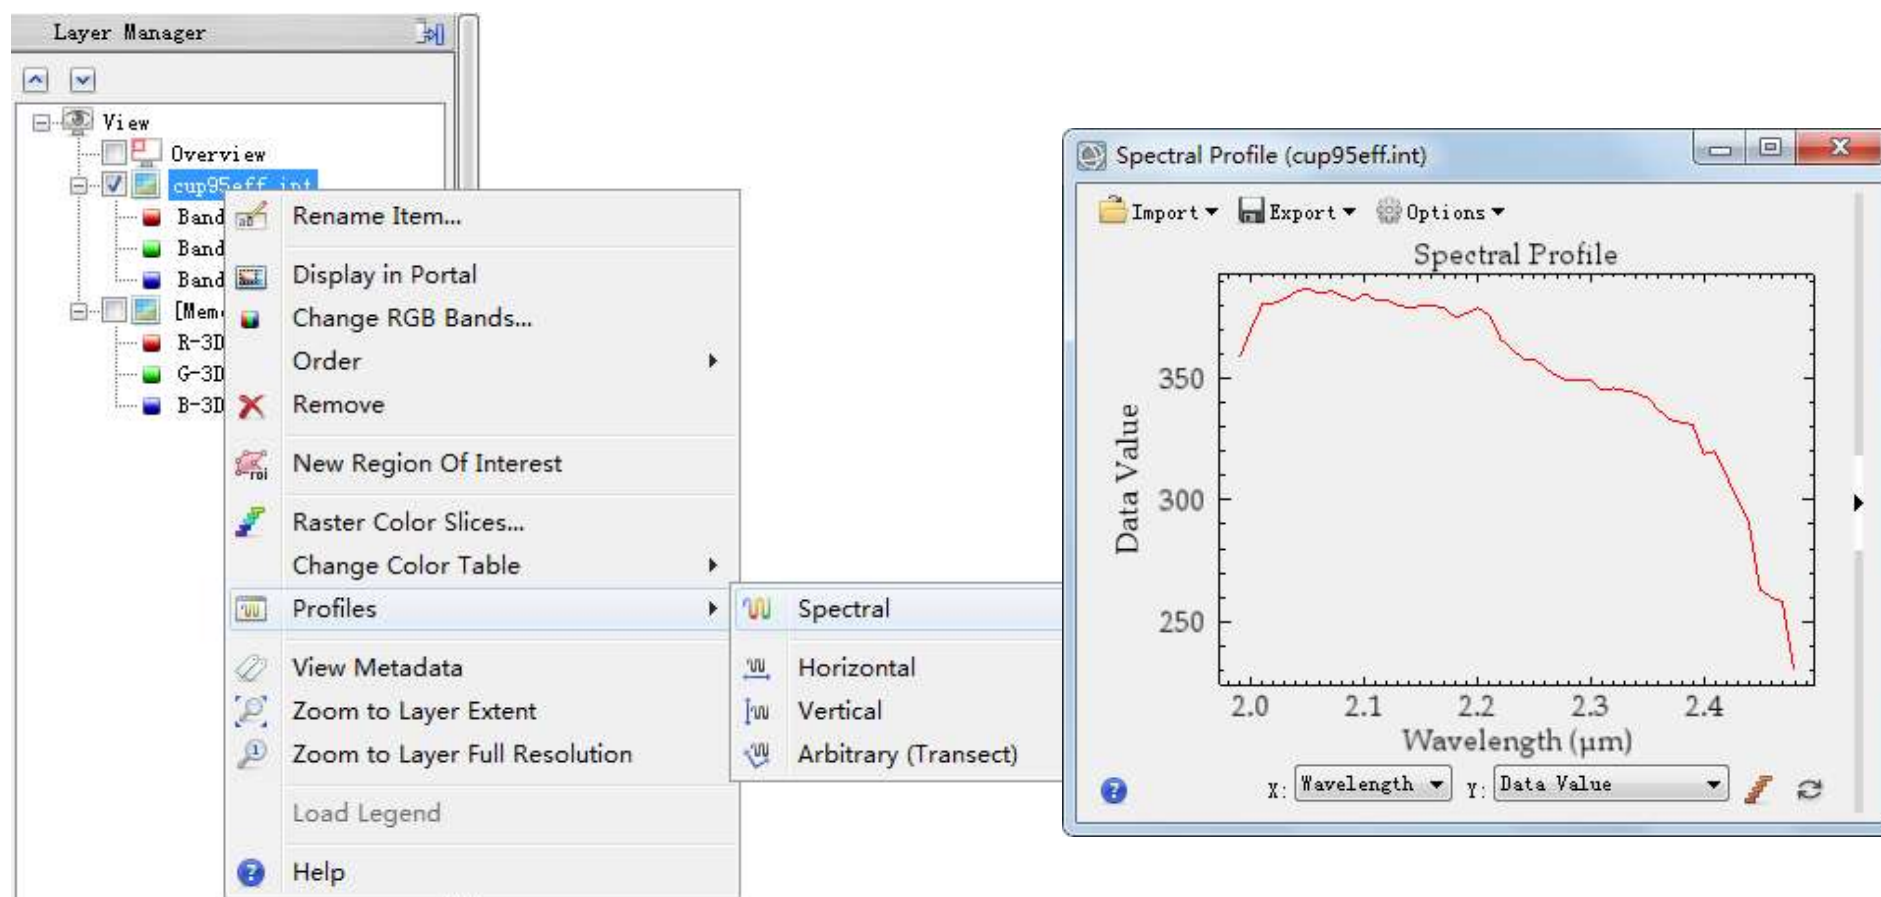 Layer Manager
View
Overview
cup95eff.int
Band
Band
Band
[Mem
R-3D
G-3D
B-3D
Rename Item...
Display in Portal
Change RGB Bands...
Order
Remove
New Region Of Interest
Raster Color Slices...
Change Color Table
Profiles
View Metadata
Zoom to Layer Extent
Zoom to Layer Full Resolution
Load Legend
Help
Spectral
Horizontal
Vertical
Arbitrary (Transect)
Spectral Profile (cup95eff.int)
Import Export Options
Spectral Profile
Data Value
350
300
250
2.0 2.1 2.2 2.3 2.4
Wavelength (μm)
X: Wavelength Y: Data Value